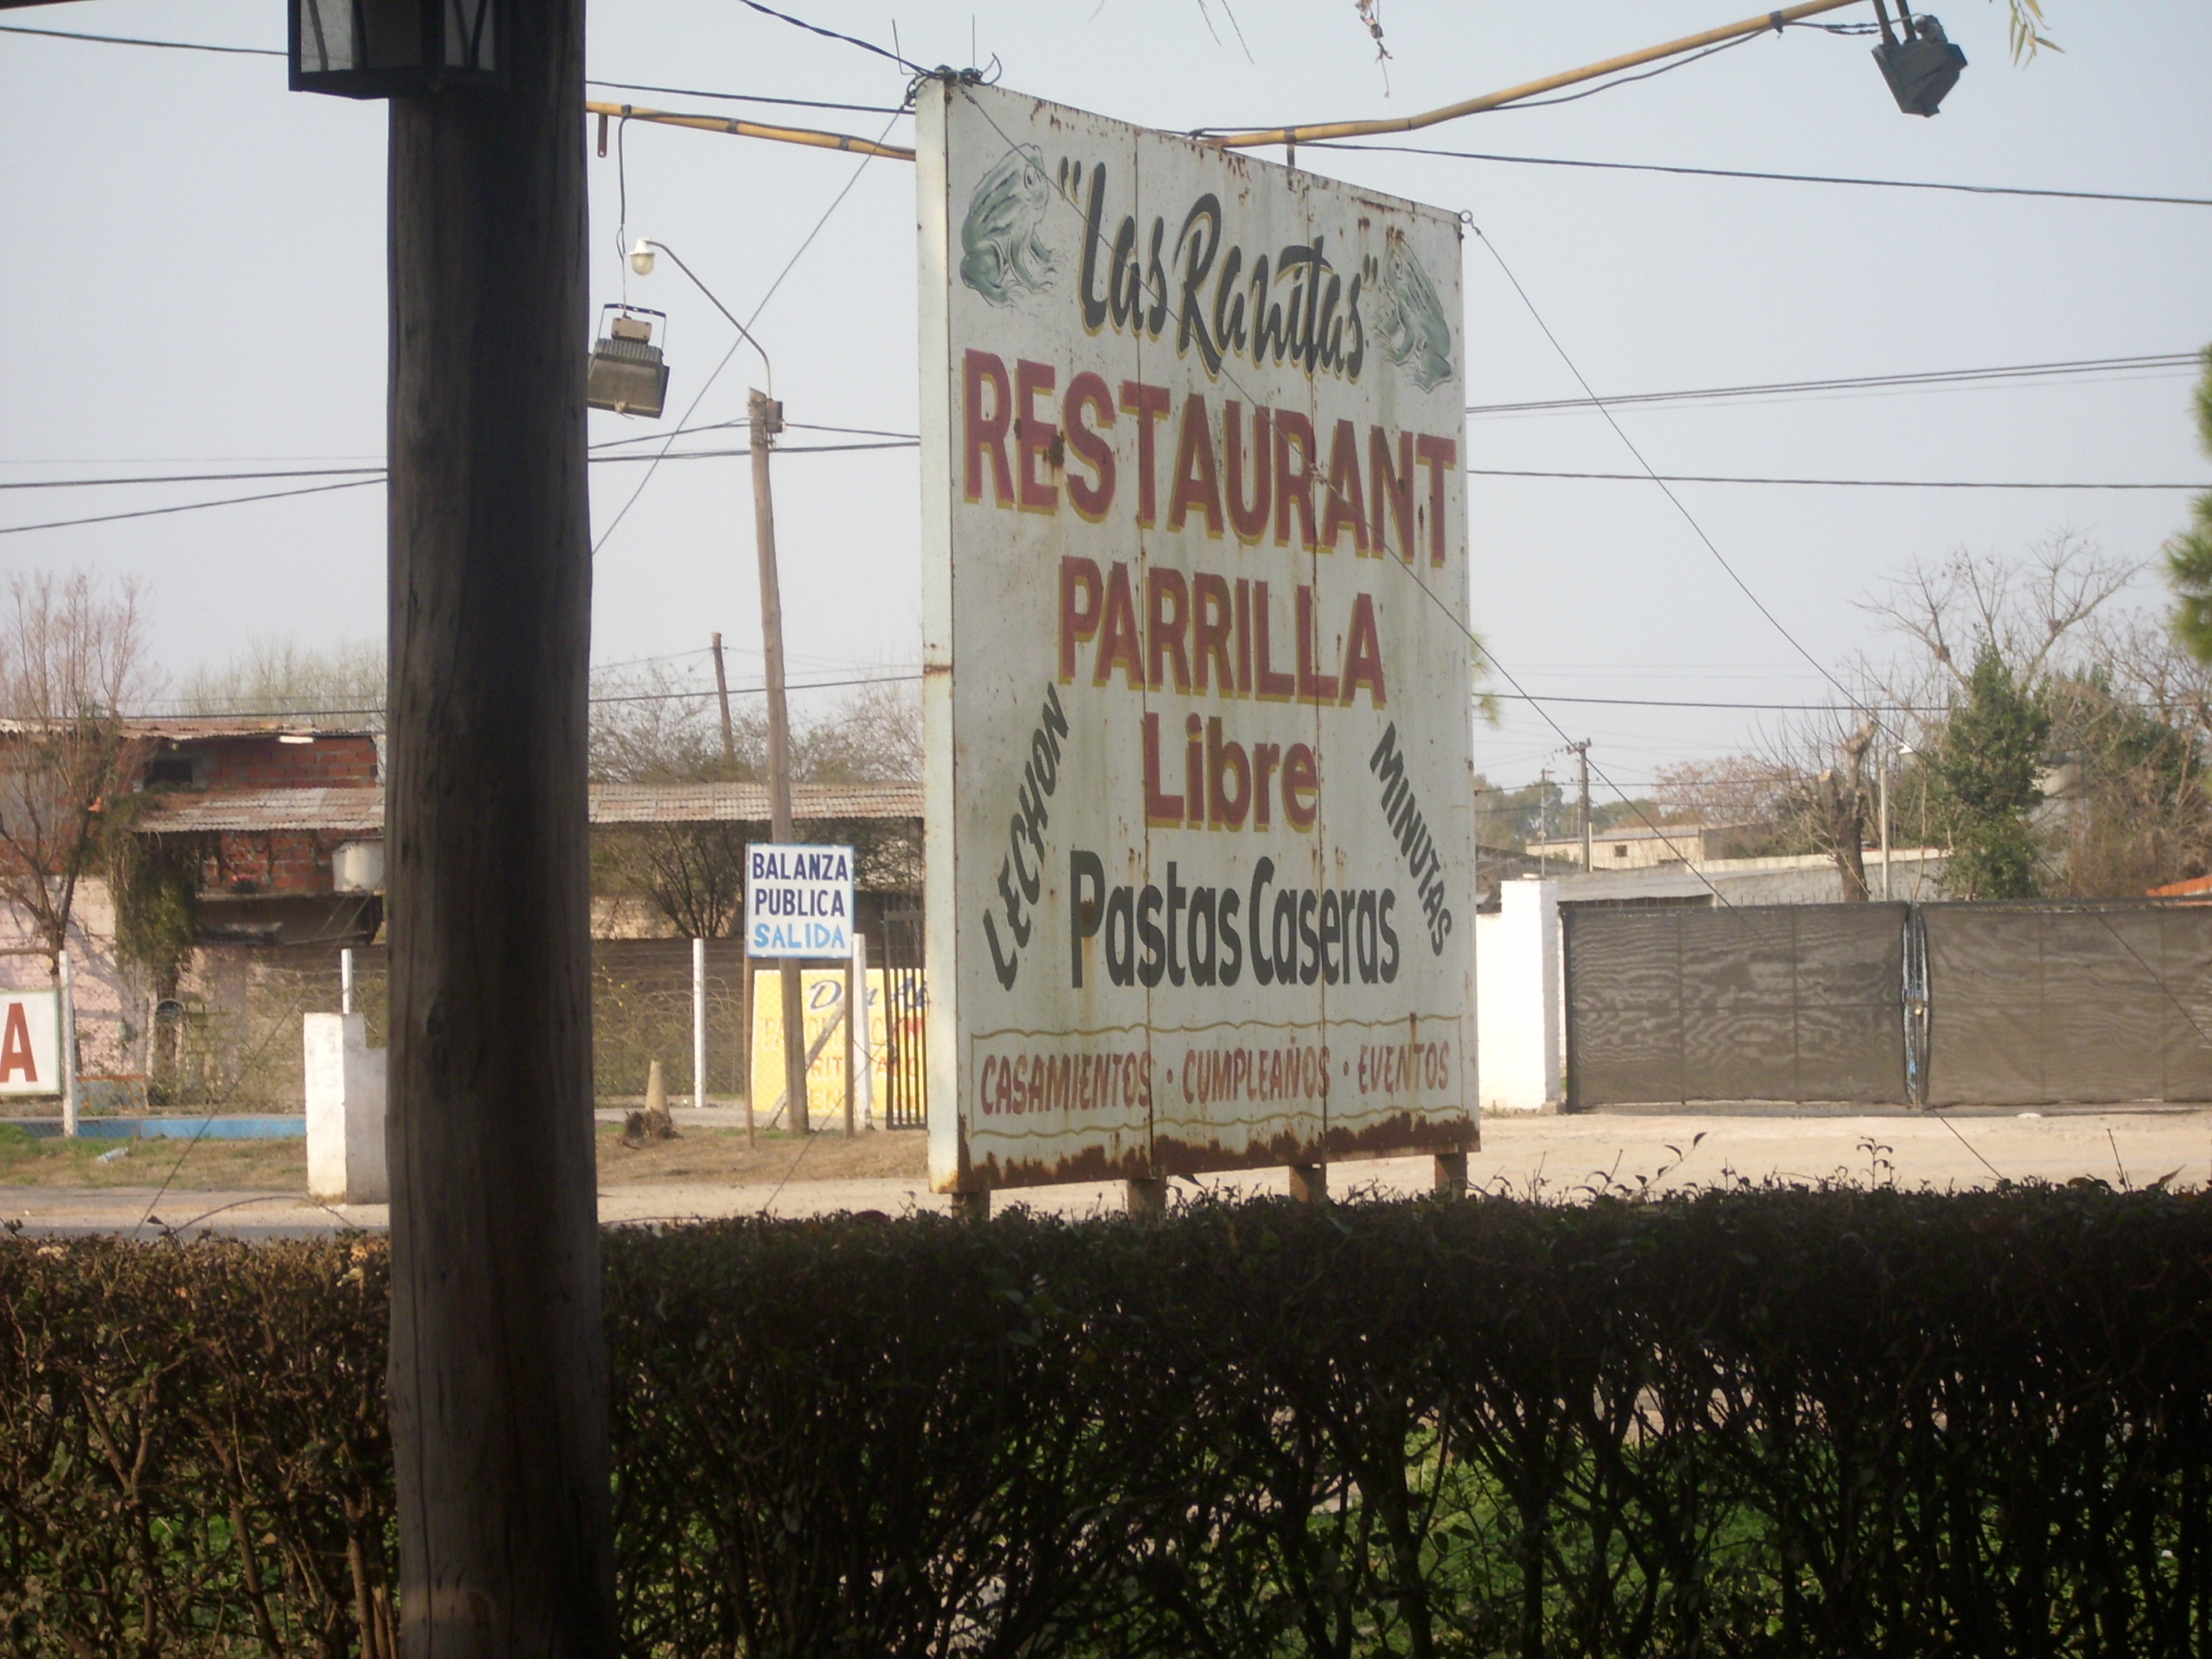 "Las Ranitas"
RESTAURANT
PARRILLA
Libre
LECHON
MINUTAS
Pastas Caseras
CASAMIENTOS · CUMPLEAÑOS · EVENTOS
BALANZA
PUBLICA
SALIDA
A